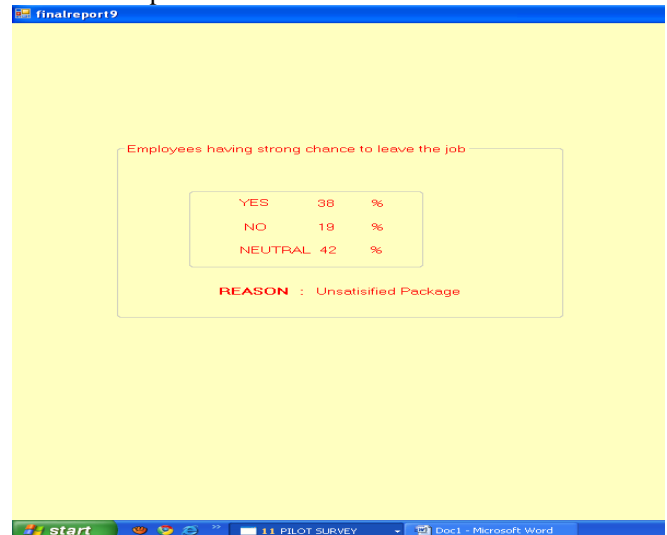 finalreport9
Employees having strong chance to leave the job
YES 38 %
NO 19 %
NEUTRAL 42 %
REASON : Unsatisified Package
start » 11 PILOT SURVEY Doc1 - Microsoft Word